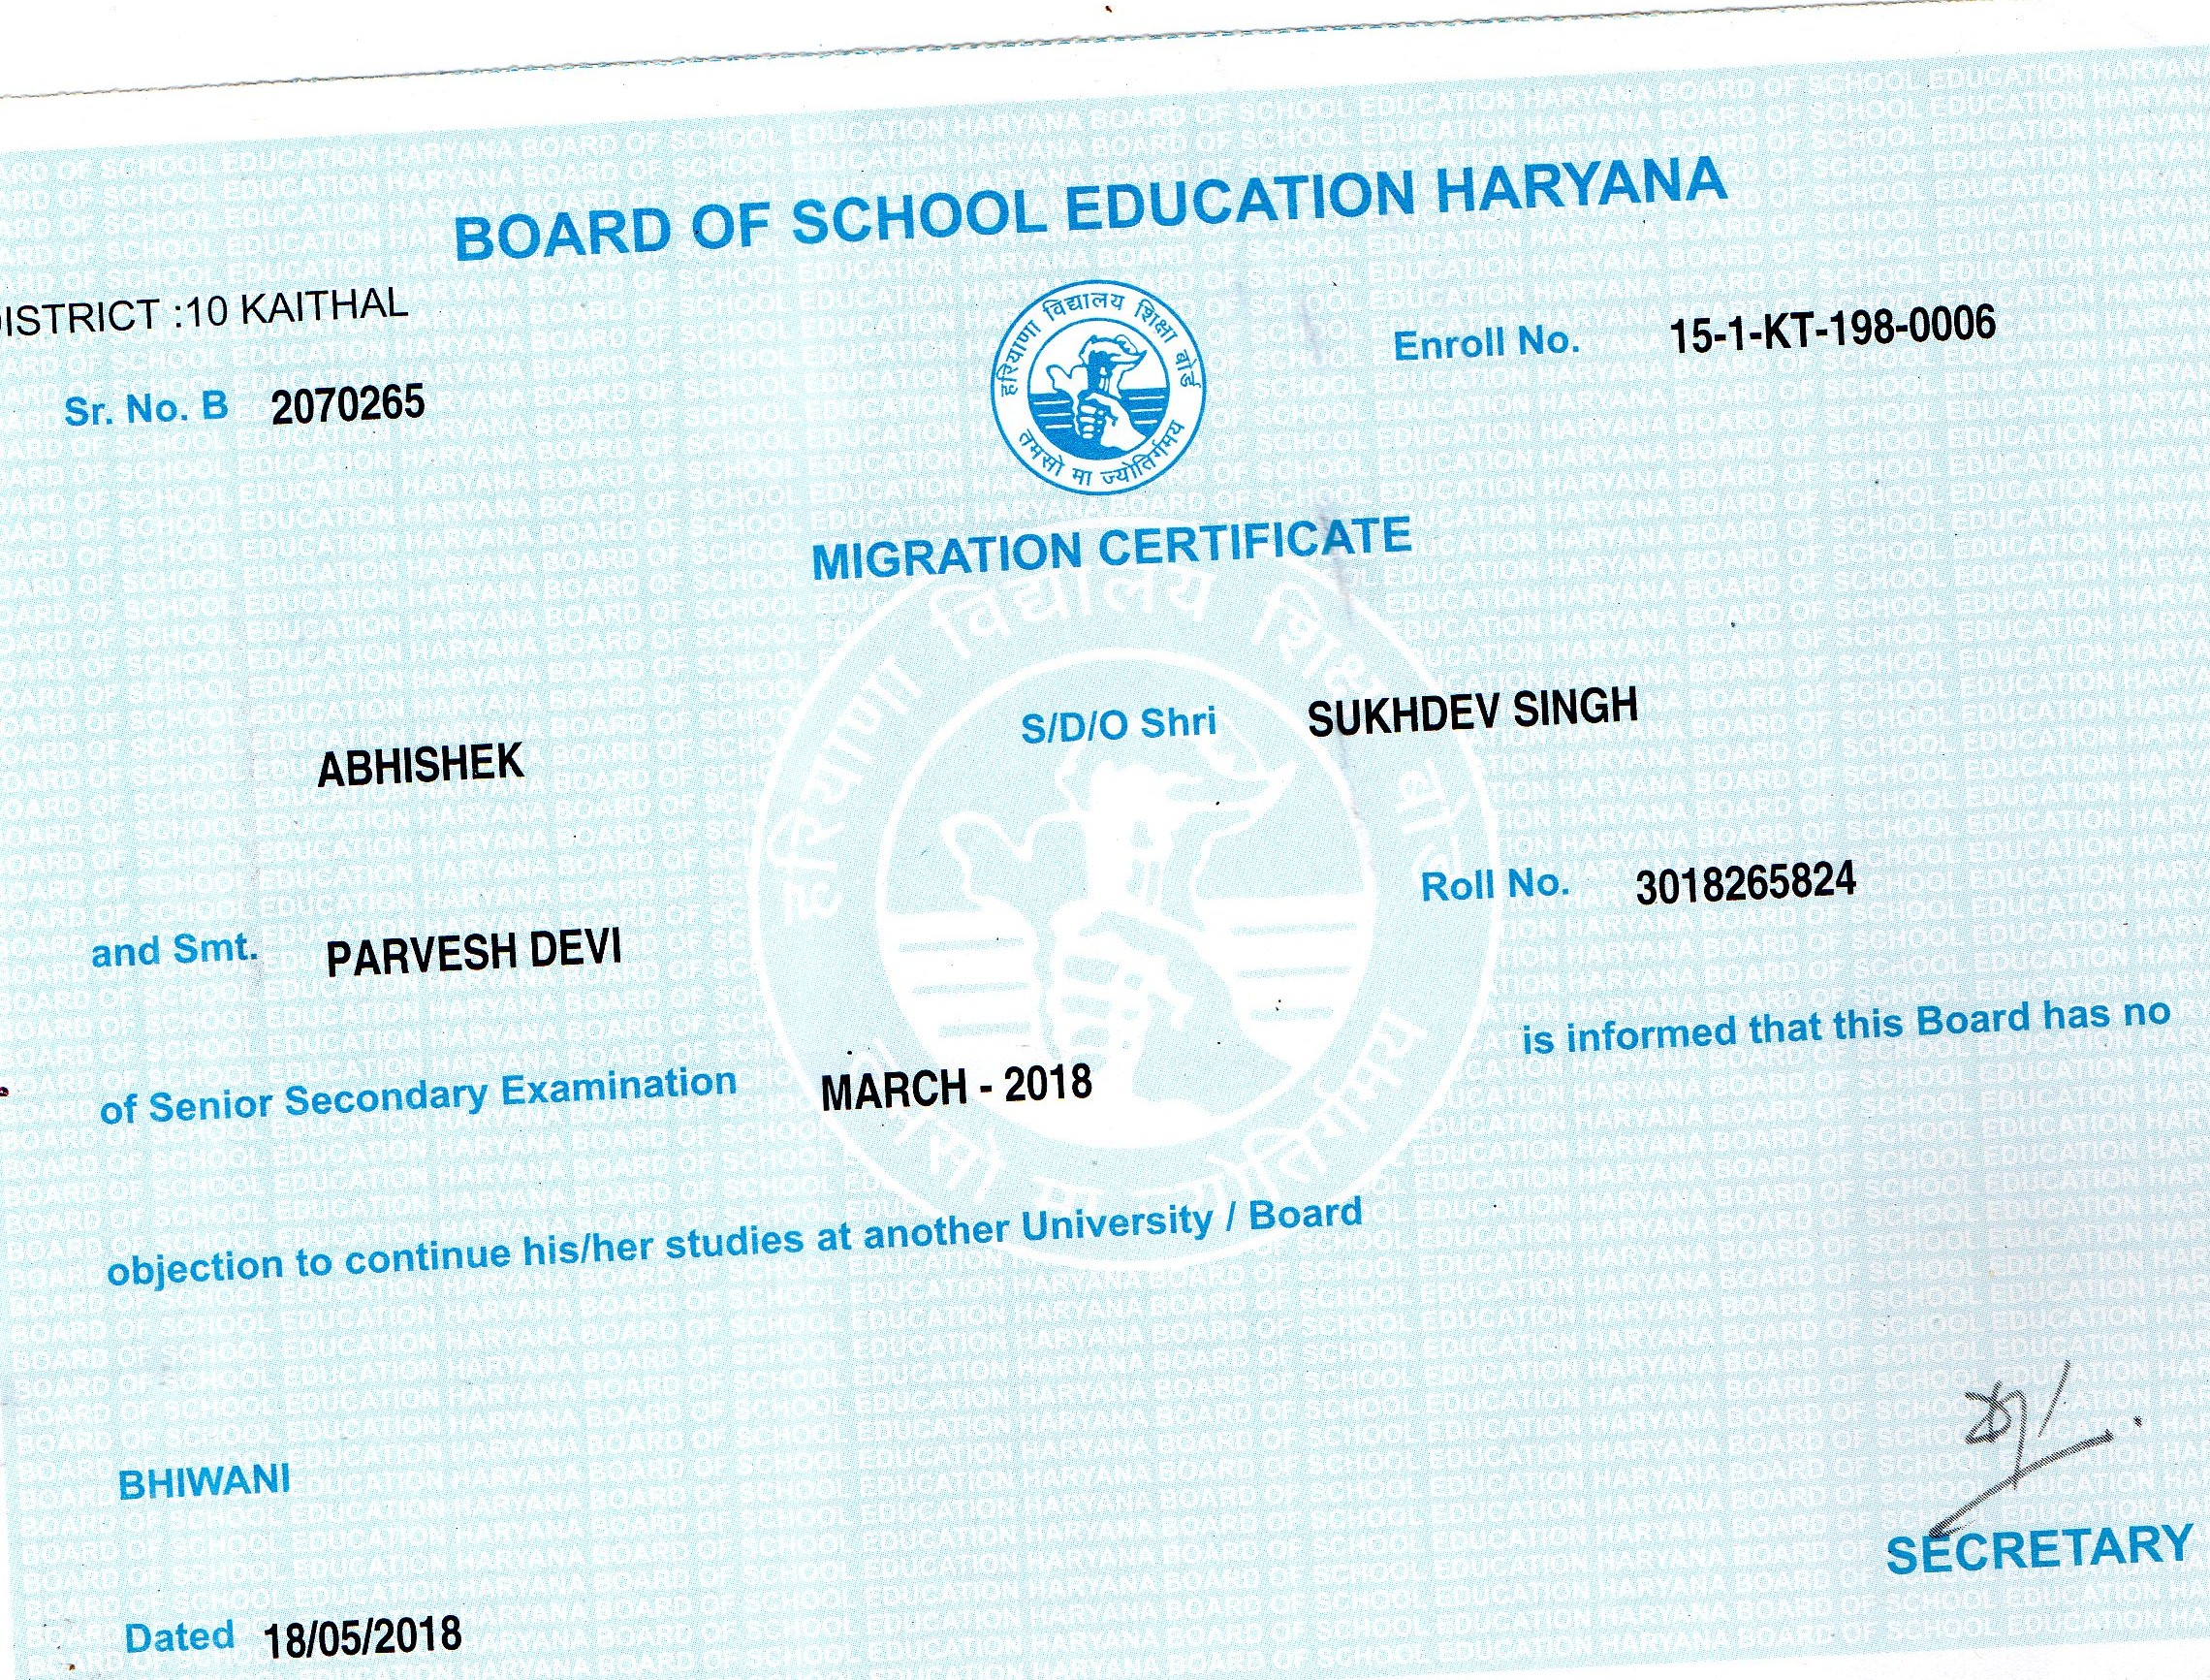 BOARD OF SCHOOL EDUCATION HARYANA
ISTRICT :10 KAITHAL
Enroll No. 15-1-KT-198-0006
Sr. No. B 2070265
हरियाणा विद्यालय शिक्षा बोर्ड
तमसो मा ज्योतिर्गमय
MIGRATION CERTIFICATE
ABHISHEK S/D/O Shri SUKHDEV SINGH
and Smt. PARVESH DEVI Roll No. 3018265824
of Senior Secondary Examination MARCH - 2018 is informed that this Board has no
objection to continue his/her studies at another University / Board
BHIWANI
SECRETARY
Dated 18/05/2018